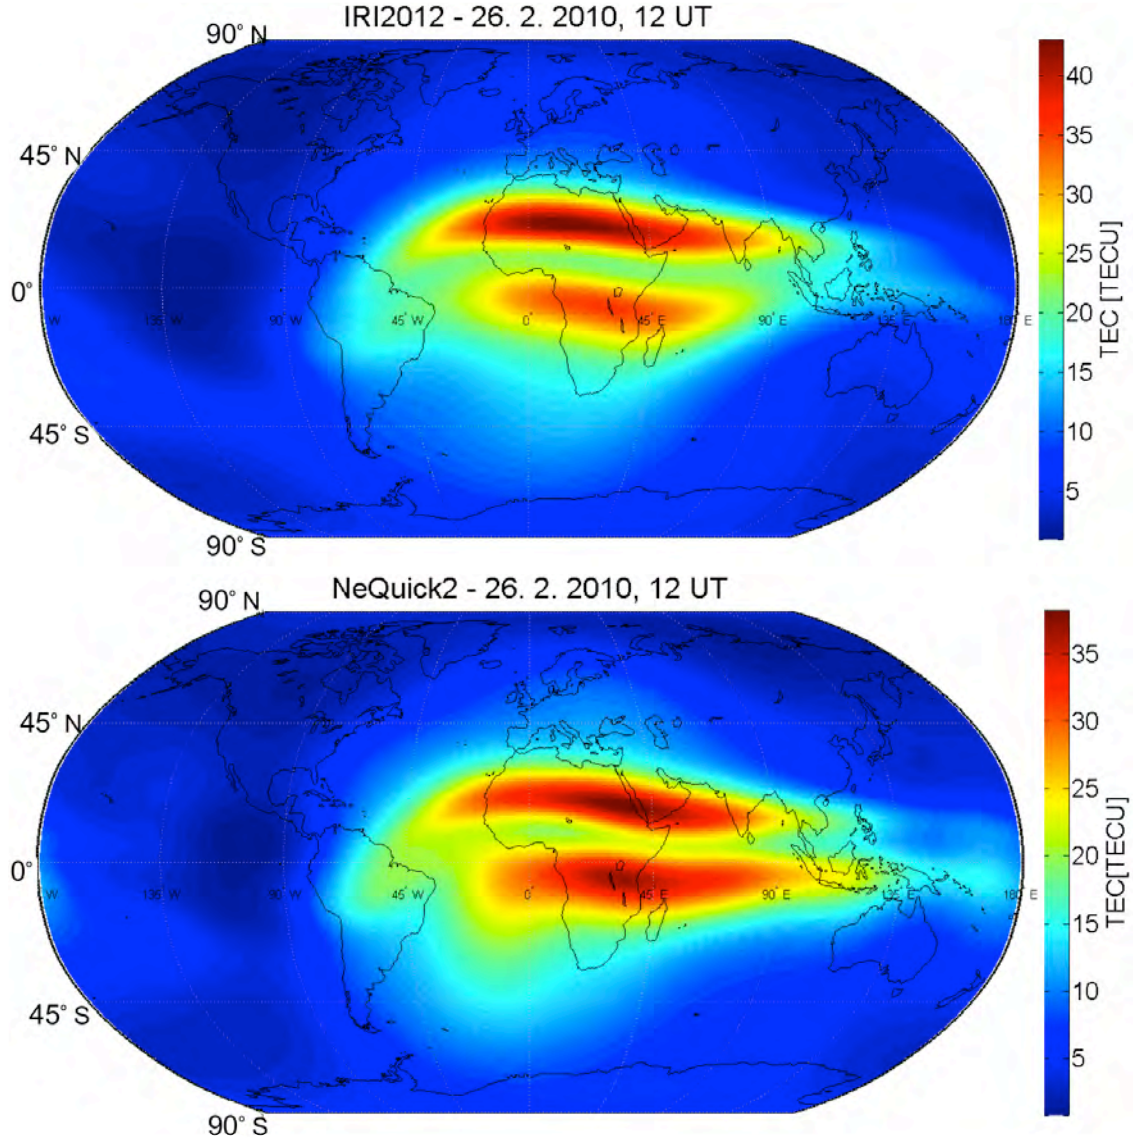 IRI2012 - 26. 2. 2010, 12 UT
90° N
45° N
0°
W 135° W 90° W 45° W 0° 45° E 90° E 135° E 180° E
45° S
90° S
40
35
30
25
20
15
10
5
TEC [TECU]
NeQuick2 - 26. 2. 2010, 12 UT
90° N
45° N
0°
W 135° W 90° W 45° W 0° 45° E 90° E 135° E 180° E
45° S
90° S
35
30
25
20
15
10
5
TEC[TECU]